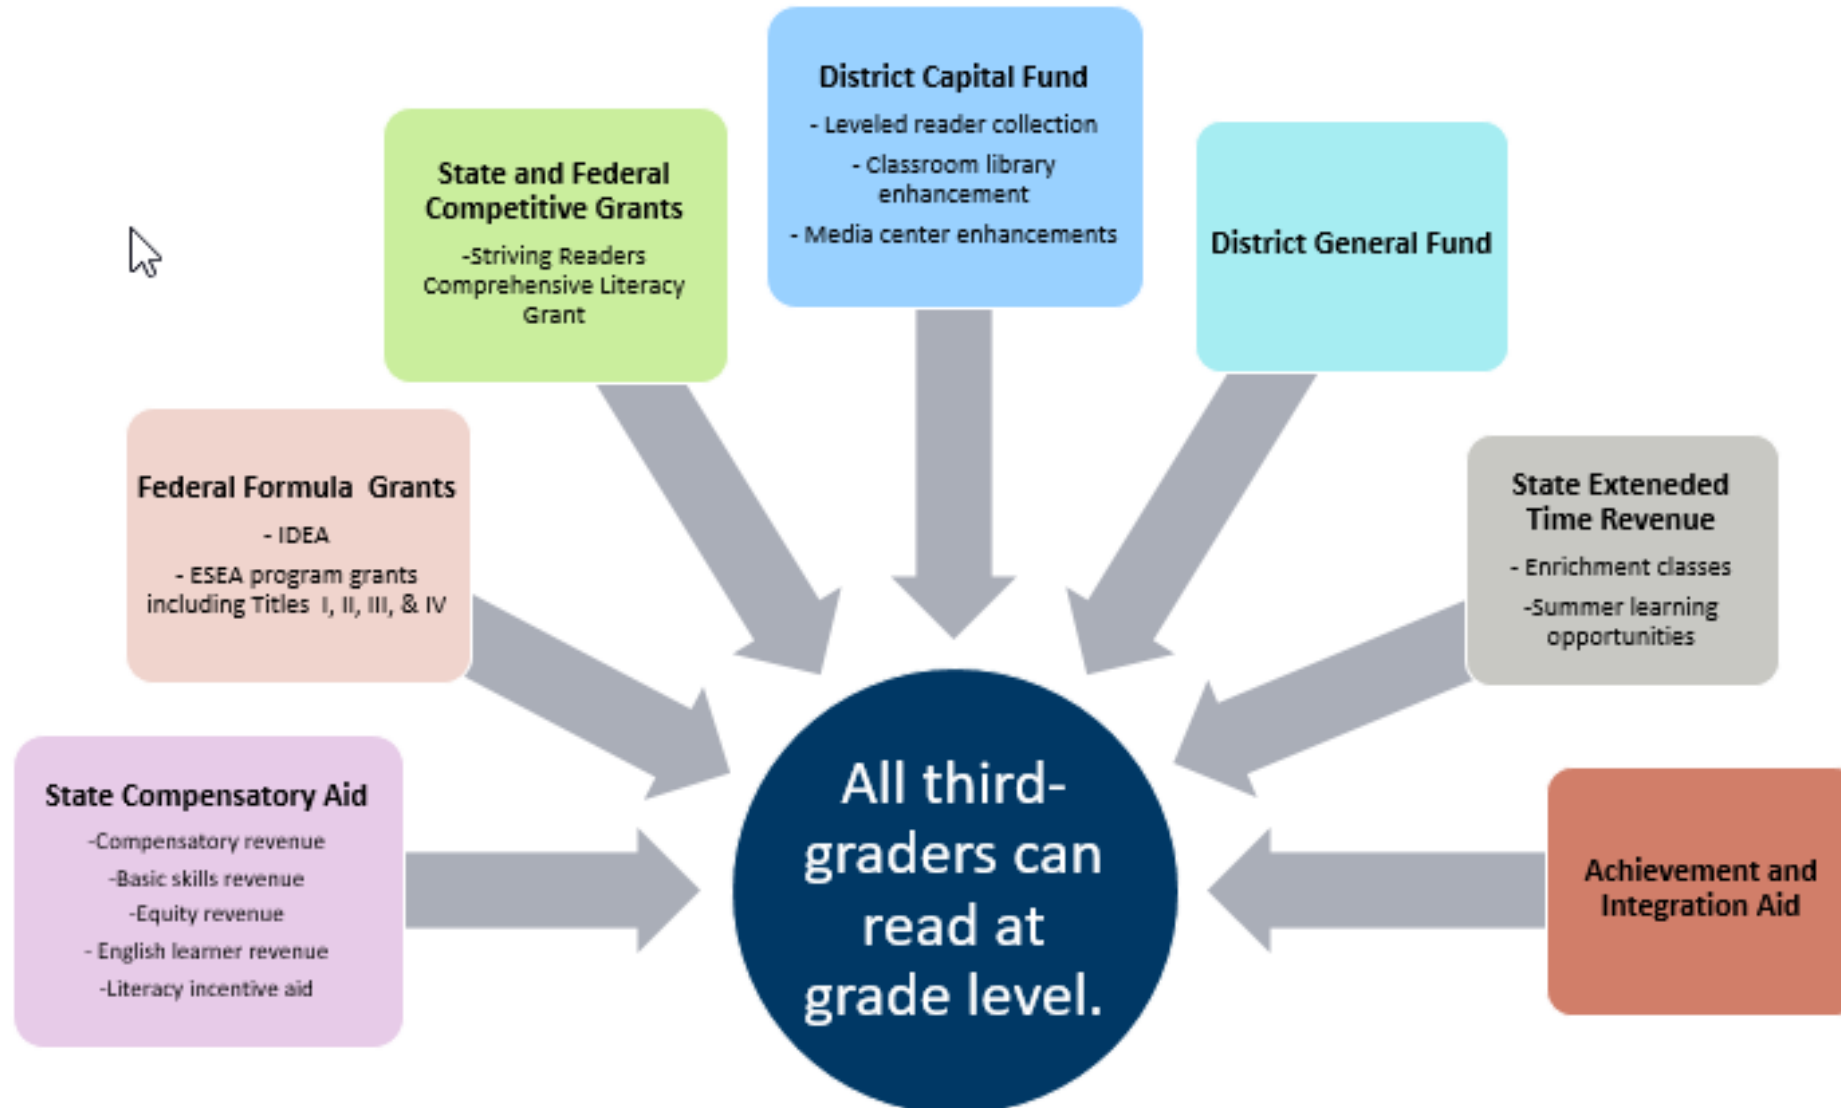 District Capital Fund
- Leveled reader collection
- Classroom library
enhancement
- Media center enhancements
State and Federal
Competitive Grants
-Striving Readers
Comprehensive Literacy
Grant
District General Fund
Federal Formula  Grants
- IDEA
- ESEA program grants
including Titles  I, II, III, & IV
State Exteneded
Time Revenue
- Enrichment classes
-Summer learning
opportunities
State Compensatory Aid
-Compensatory revenue
-Basic skills revenue
-Equity revenue
- English learner revenue
-Literacy incentive aid
All third-
graders can
read at
grade level.
Achievement and
Integration Aid